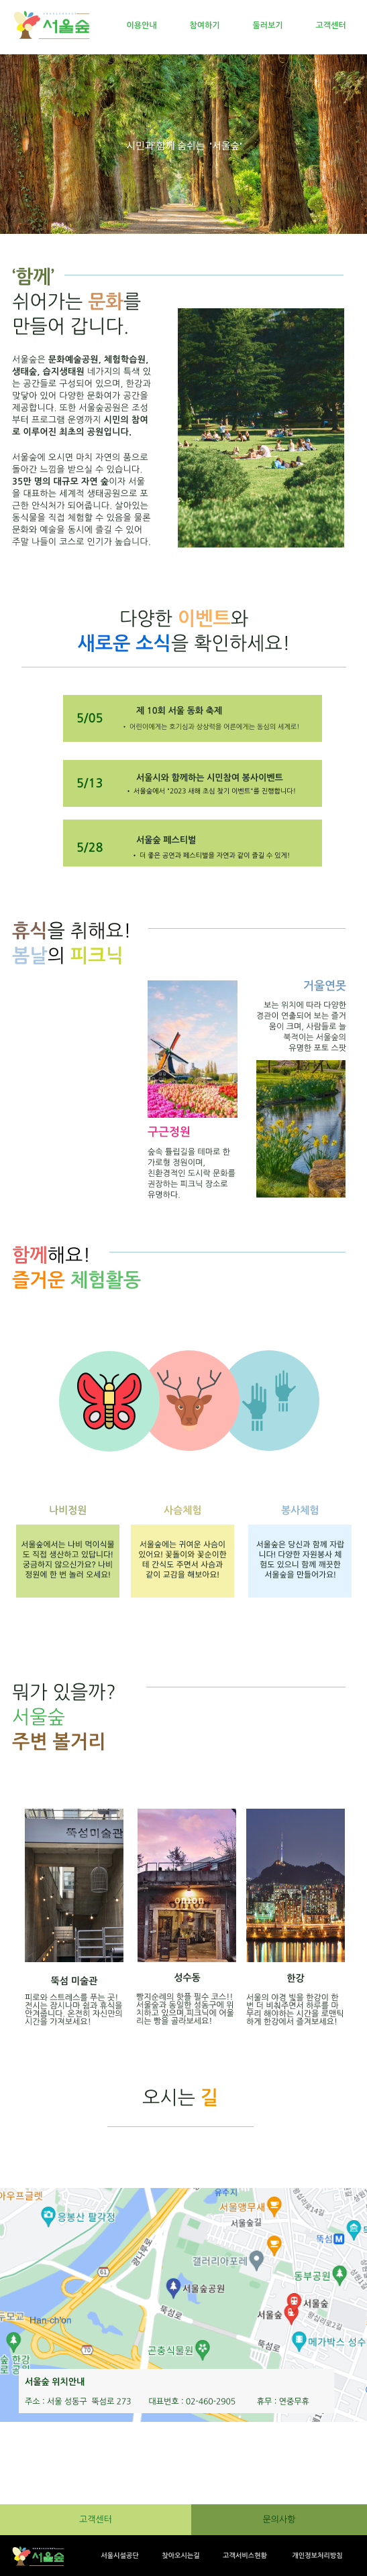 서울숲
이용안내 참여하기 둘러보기 고객센터
시민과 함께 숨쉬는 '서울숲'
'함께'
쉬어가는 문화를
만들어 갑니다.
서울숲은 문화예술공원, 체험학습원,
생태숲, 습지생태원 네가지의 특색 있
는 공간들로 구성되어 있으며, 한강과
맞닿아 있어 다양한 문화여가 공간을
제공합니다. 또한 서울숲공원은 조성
부터 프로그램 운영까지 시민의 참여
로 이루어진 최초의 공원입니다.
서울숲에 오시면 마치 자연의 품으로
돌아간 느낌을 받으실 수 있습니다.
35만 평의 대규모 자연 숲이자 서울
을 대표하는 세계적 생태공원으로 포
근한 안식처가 되어줍니다. 살아있는
동식물을 직접 체험할 수 있음을 물론
문화와 예술을 동시에 즐길 수 있어
주말 나들이 코스로 인기가 높습니다.
다양한 이벤트와
새로운 소식을 확인하세요!
5/05
제 10회 서울 동화 축제
• 어린이에게는 호기심과 상상력을 어른에게는 동심의 세계로!
5/13
서울시와 함께하는 시민참여 봉사이벤트
• 서울숲에서 "2023 새해 초심 찾기 이벤트"를 진행합니다!
5/28
서울숲 페스티벌
• 더 좋은 공연과 페스티벌을 자연과 같이 즐길 수 있게!
휴식을 취해요!
봄날의 피크닉
거울연못
보는 위치에 따라 다양한
경관이 연출되어 보는 즐거
움이 크며, 사람들로 늘
북적이는 서울숲의
유명한 포토 스팟
구근정원
숲속 튤립길을 테마로 한
가로형 정원이며,
친환경적인 도시락 문화를
권장하는 피크닉 장소로
유명하다.
함께해요!
즐거운 체험활동
나비정원
서울숲에서는 나비 먹이식물
도 직접 생산하고 있답니다!
궁금하지 않으신가요? 나비
정원에 한 번 놀러 오세요!
사슴체험
서울숲에는 귀여운 사슴이
있어요! 꽃돌이와 꽃순이한
테 간식도 주면서 사슴과
같이 교감을 해보아요!
봉사체험
서울숲은 당신과 함께 자랍
니다! 다양한 자원봉사 체
험도 있으니 함께 깨끗한
서울숲을 만들어가요!
뭐가 있을까?
서울숲
주변 볼거리
뚝섬미술관
onion
뚝섬 미술관
피로와 스트레스를 푸는 곳!
전시는 잠시나마 쉼과 휴식을
안겨줍니다. 온전히 자신만의
시간을 가져보세요!
성수동
빵지순례의 핫플 필수 코스!!
서울숲과 동일한 성동구에 위
치하고 있으며 피크닉에 어울
리는 빵을 골라보세요!
한강
서울의 야경 빛을 한강이 한
번 더 비춰주면서 하루를 마
무리 해야하는 시간을 로맨틱
하게 한강에서 즐겨보세요!
오시는 길
아우프글렛
응봉산 팔각정
유주지
서울앵무새
서울숲길
왕십리로14길
뚝섬
갤러리아포레
동부공원
광나루로
61
서울숲공원
뚝섬로
서울숲
서울숲
왕십리2길
두모교
Han-ch'on
메가박스 성수
뚝섬로
곤충식물원
70
한강
서울숲 위치안내
주소 : 서울 성동구 뚝섬로 273 대표번호 : 02-460-2905 휴무 : 연중무휴
고객센터 문의사항
서울숲
서울시설공단 찾아오시는길 고객서비스헌황 개인정보처리방침